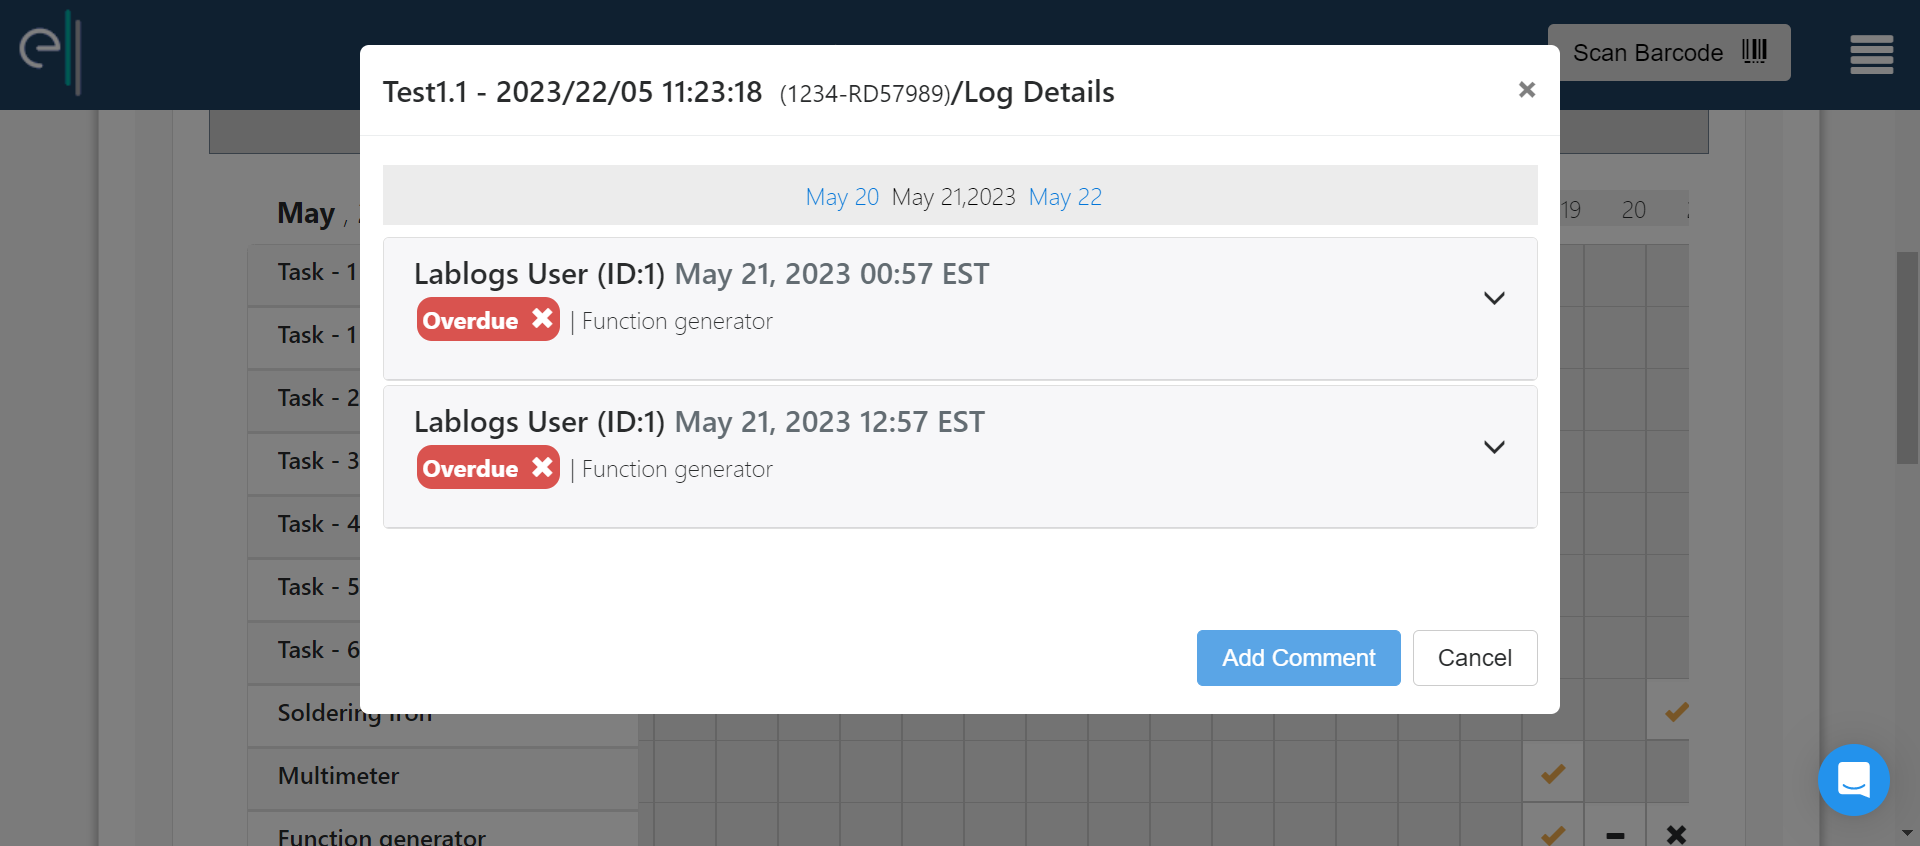 ell
Scan Barcode
Test1.1 - 2023/22/05 11:23:18 (1234-RD57989)/Log Details
May 20 May 21,2023 May 22
May ,
19 20
Lablogs User (ID:1) May 21, 2023 00:57 EST
Overdue | Function generator
Lablogs User (ID:1) May 21, 2023 12:57 EST
Overdue | Function generator
Task - 1
Task - 1
Task - 2
Task - 3
Task - 4
Task - 5
Task - 6
Add Comment Cancel
Soldering Iron
Multimeter
Function generator